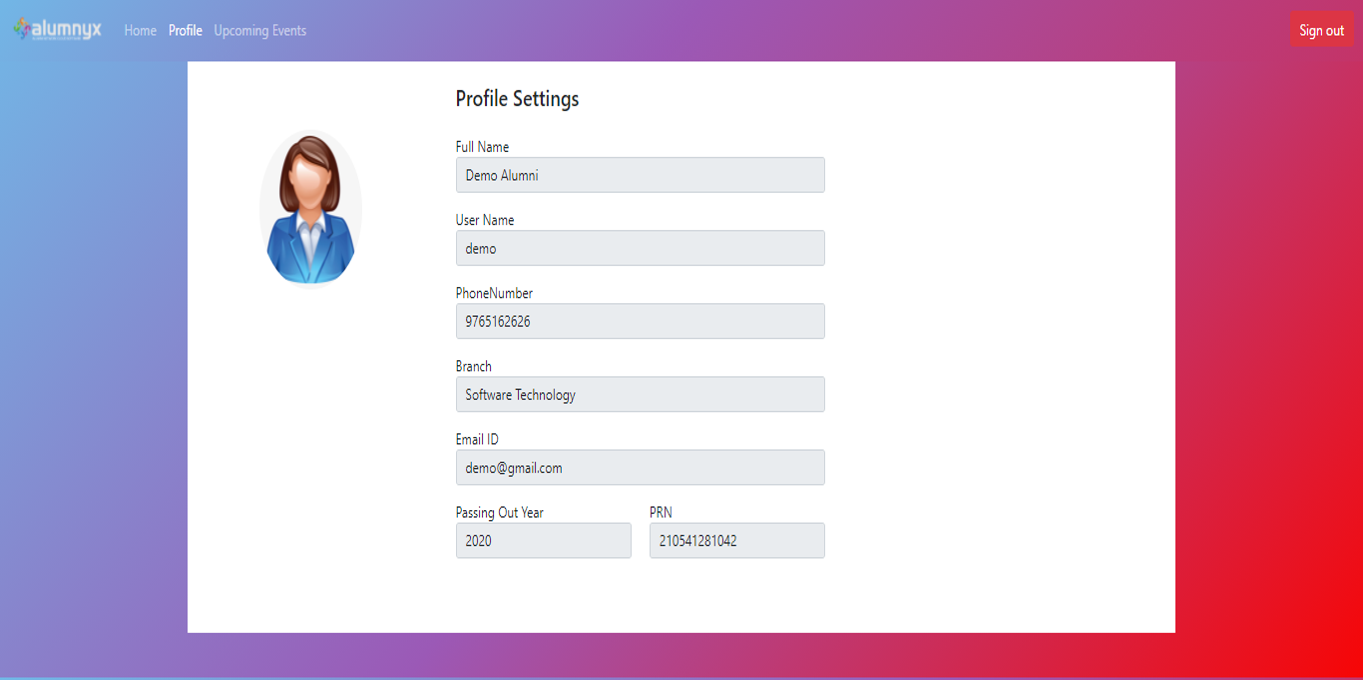 alumnyx
Home Profile Upcoming Events
Sign out
Profile Settings
Full Name
Demo Alumni
User Name
demo
PhoneNumber
9765162626
Branch
Software Technology
Email ID
demo@gmail.com
Passing Out Year PRN
2020 210541281042